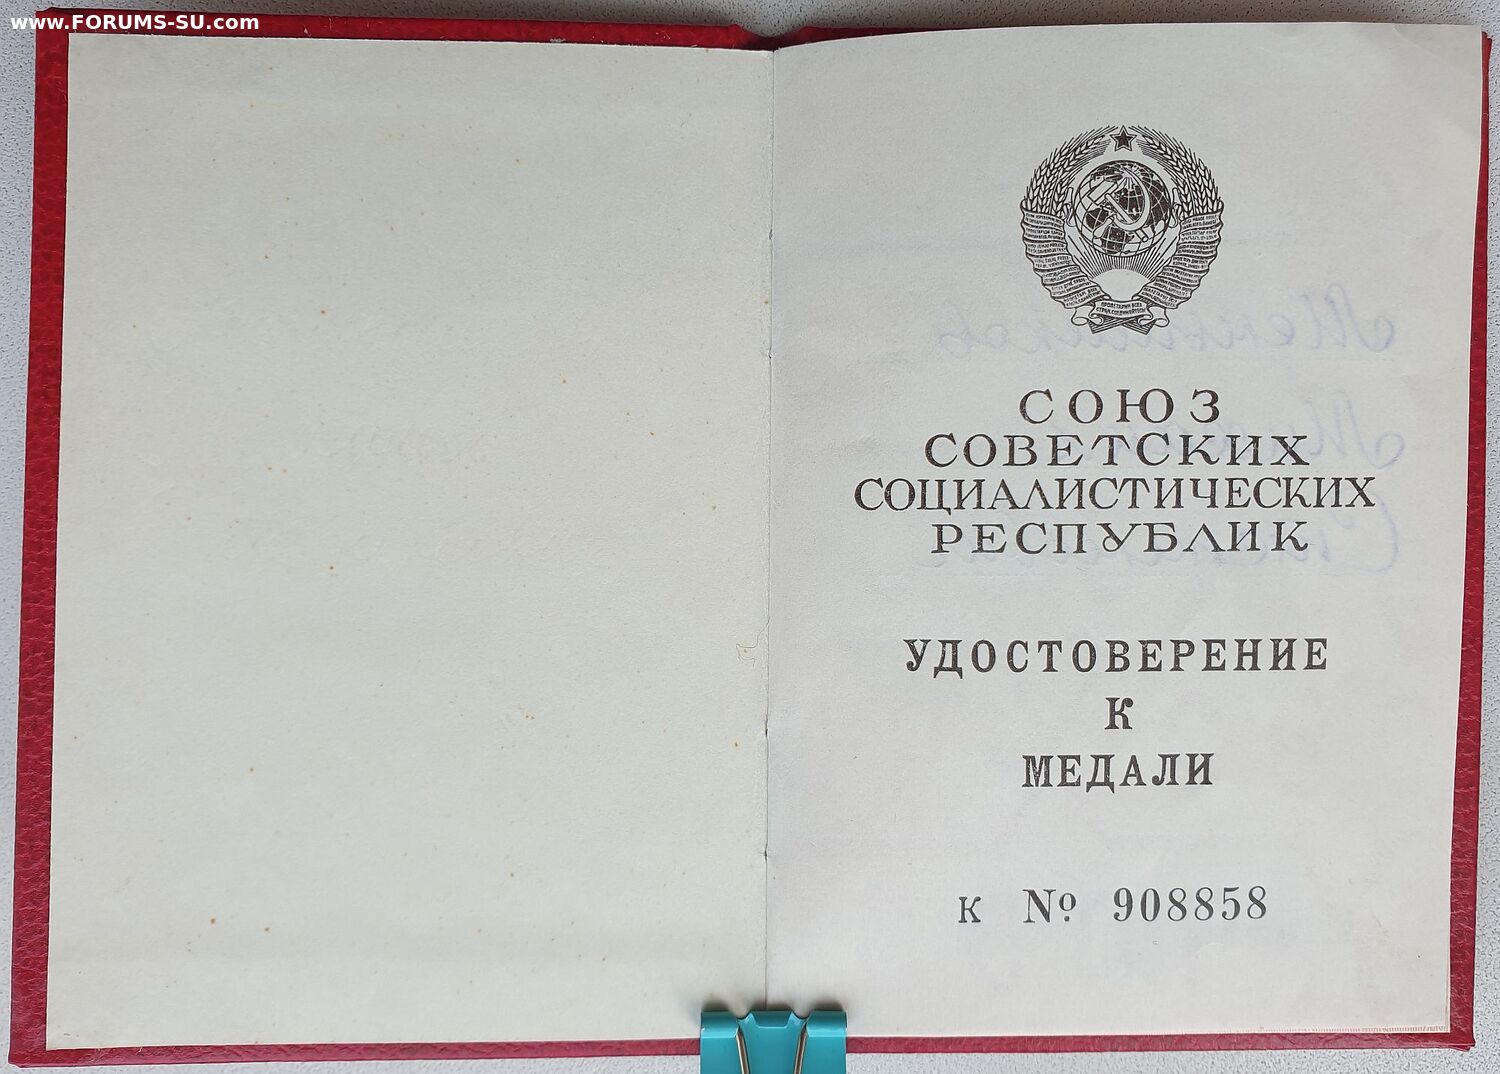 www.FORUMS-SU.com
СОЮЗ
СОВЕТСКИХ
СОЦИАЛИСТИЧЕСКИХ
РЕСПУБЛИК
УДОСТОВЕРЕНИЕ
К
МЕДАЛИ
К № 908858